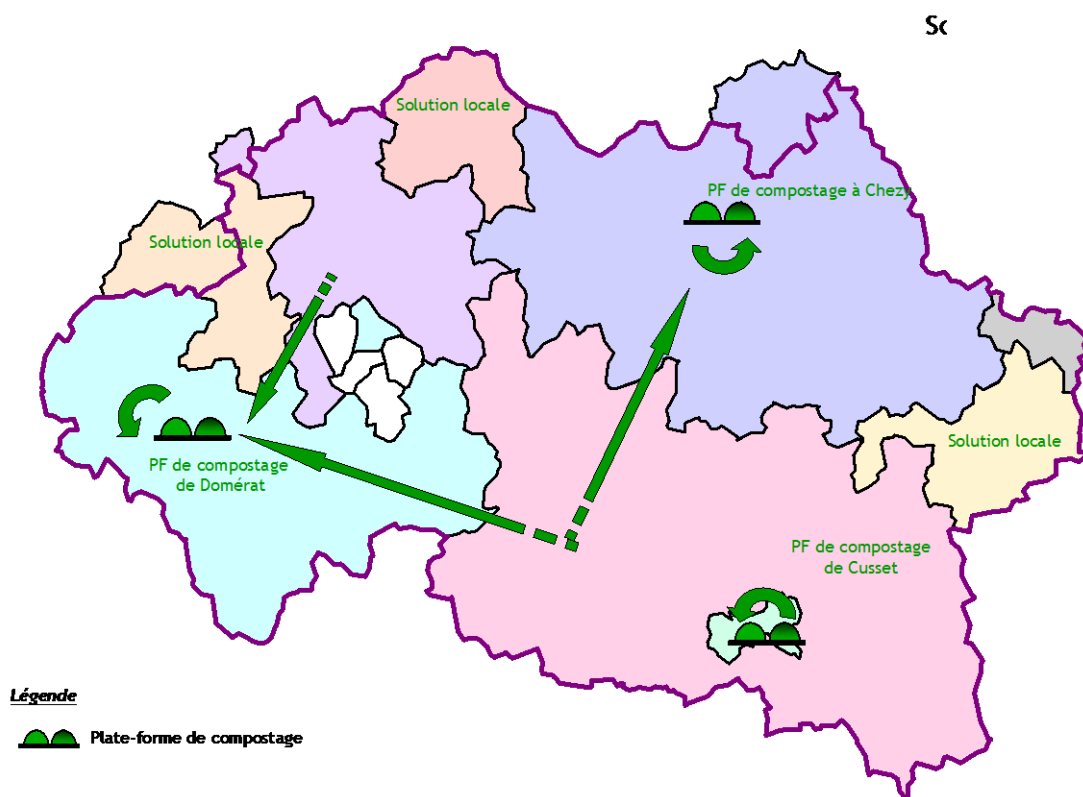 Solution locale
PF de compostage à Chezy
Solution locale
Solution locale
PF de compostage
de Domérat
PF de compostage
de Cusset
Légende
Plate-forme de compostage